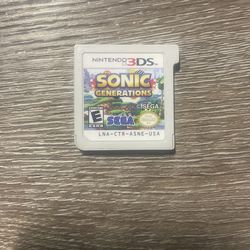 NINTENDO 3DS
SONIC
GENERATIONS
SEGA
E
SEGA
LNA-CTR-ASNE-USA